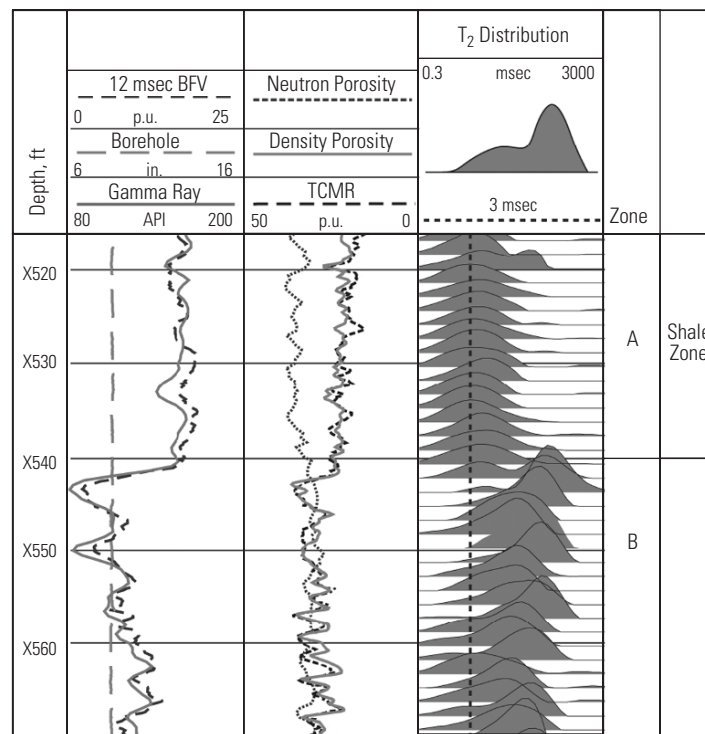 T₂ Distribution
0.3 msec 3000
12 msec BFV
0 p.u. 25
Neutron Porosity
Borehole
6 in. 16
Density Porosity
Gamma Ray
80 API 200
TCMR
50 p.u. 0
3 msec
Depth, ft
Zone
X520
X530
X540
X550
X560
A
Shale
Zone
B